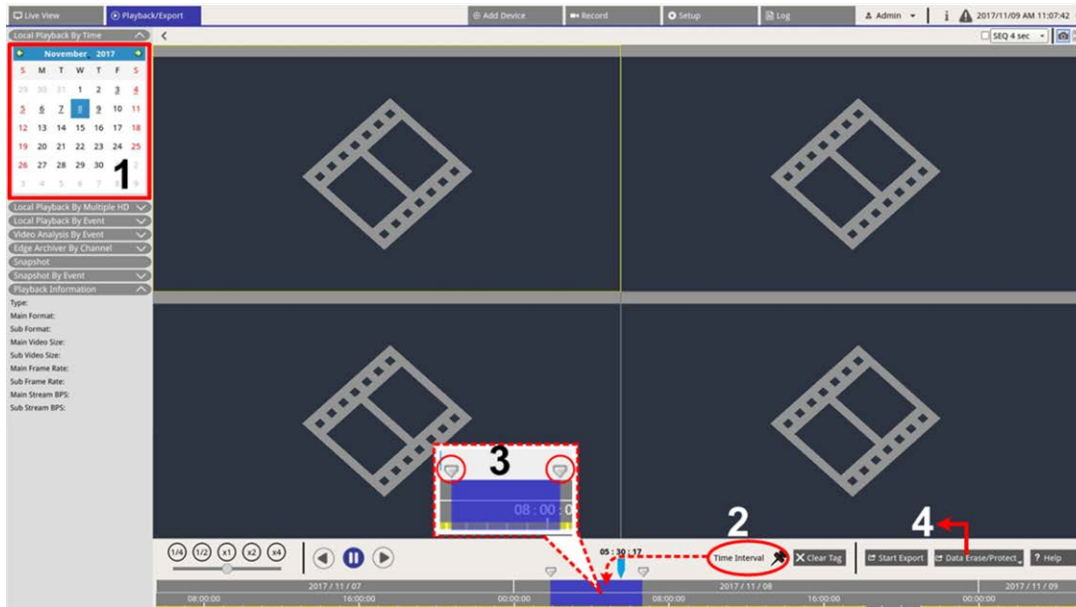 Live View
Playback/Export
Add Device
Record
Setup
Log
Admin
i
2017/11/09 AM 11:07:42
Local Playback By Time
<
SEQ 4 sec
November, 2017
S M T W T F S
29 30 31 1 2 3 4
5 6 7 8 9 10 11
12 13 14 15 16 17 18
19 20 21 22 23 24 25
26 27 28 29 30 2
3 4 5 6 7 9
1
Local Playback By Multiple HD
Local Playback By Event
Video Analysis By Event
Edge Archiver By Channel
Snapshot
Snapshot By Event
Playback Information
Type:
Main Format:
Sub Format:
Main Video Size:
Sub Video Size:
Main Frame Rate:
Sub Frame Rate:
Main Stream BPS:
Sub Stream BPS:
3
08 : 00 : 0
2
4
1/4 1/2 x1 x2 x4
05 : 30 : 17
Time Interval
Clear Tag
Start Export
Data Erase/Protect
? Help
2017 / 11 / 07
2017 / 11 / 08
2017 / 11 / 09
08:00:00 16:00:00 00:00:00 08:00:00 16:00:00 00:00:00